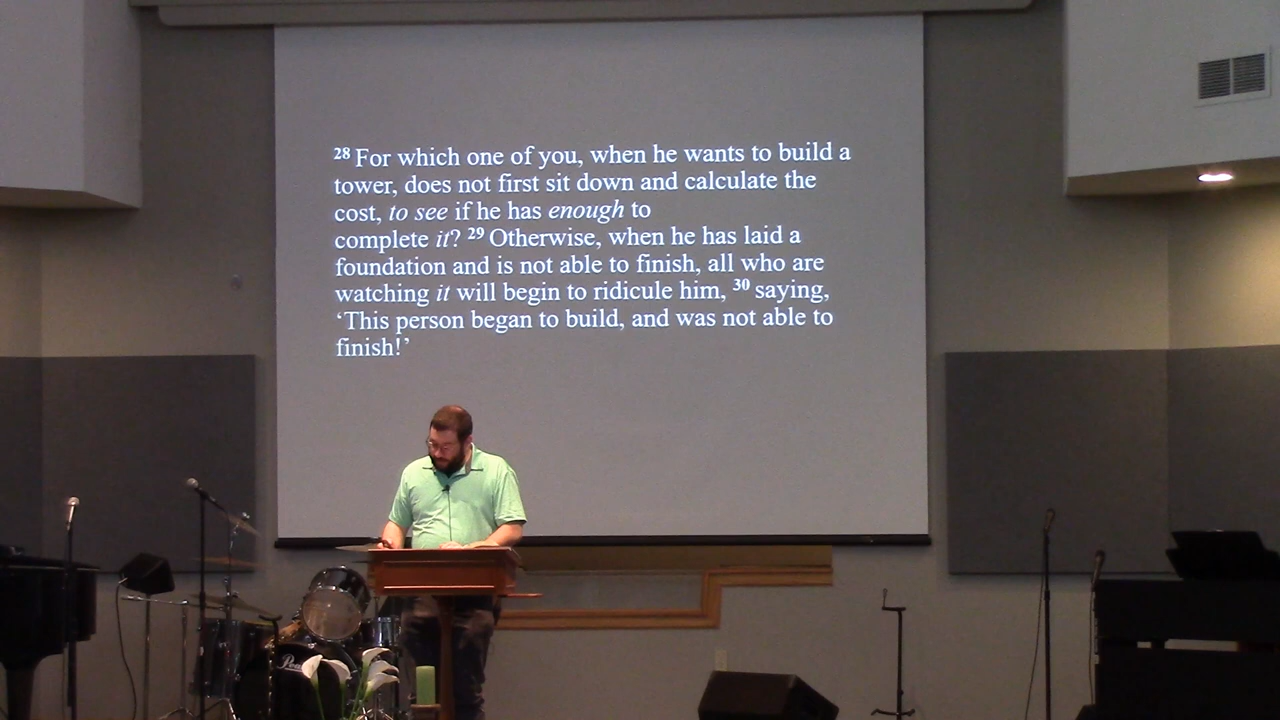 28 For which one of you, when he wants to build a
tower, does not first sit down and calculate the
cost, to see if he has enough to
complete it? 29 Otherwise, when he has laid a
foundation and is not able to finish, all who are
watching it will begin to ridicule him, 30 saying,
‘This person began to build, and was not able to
finish!’